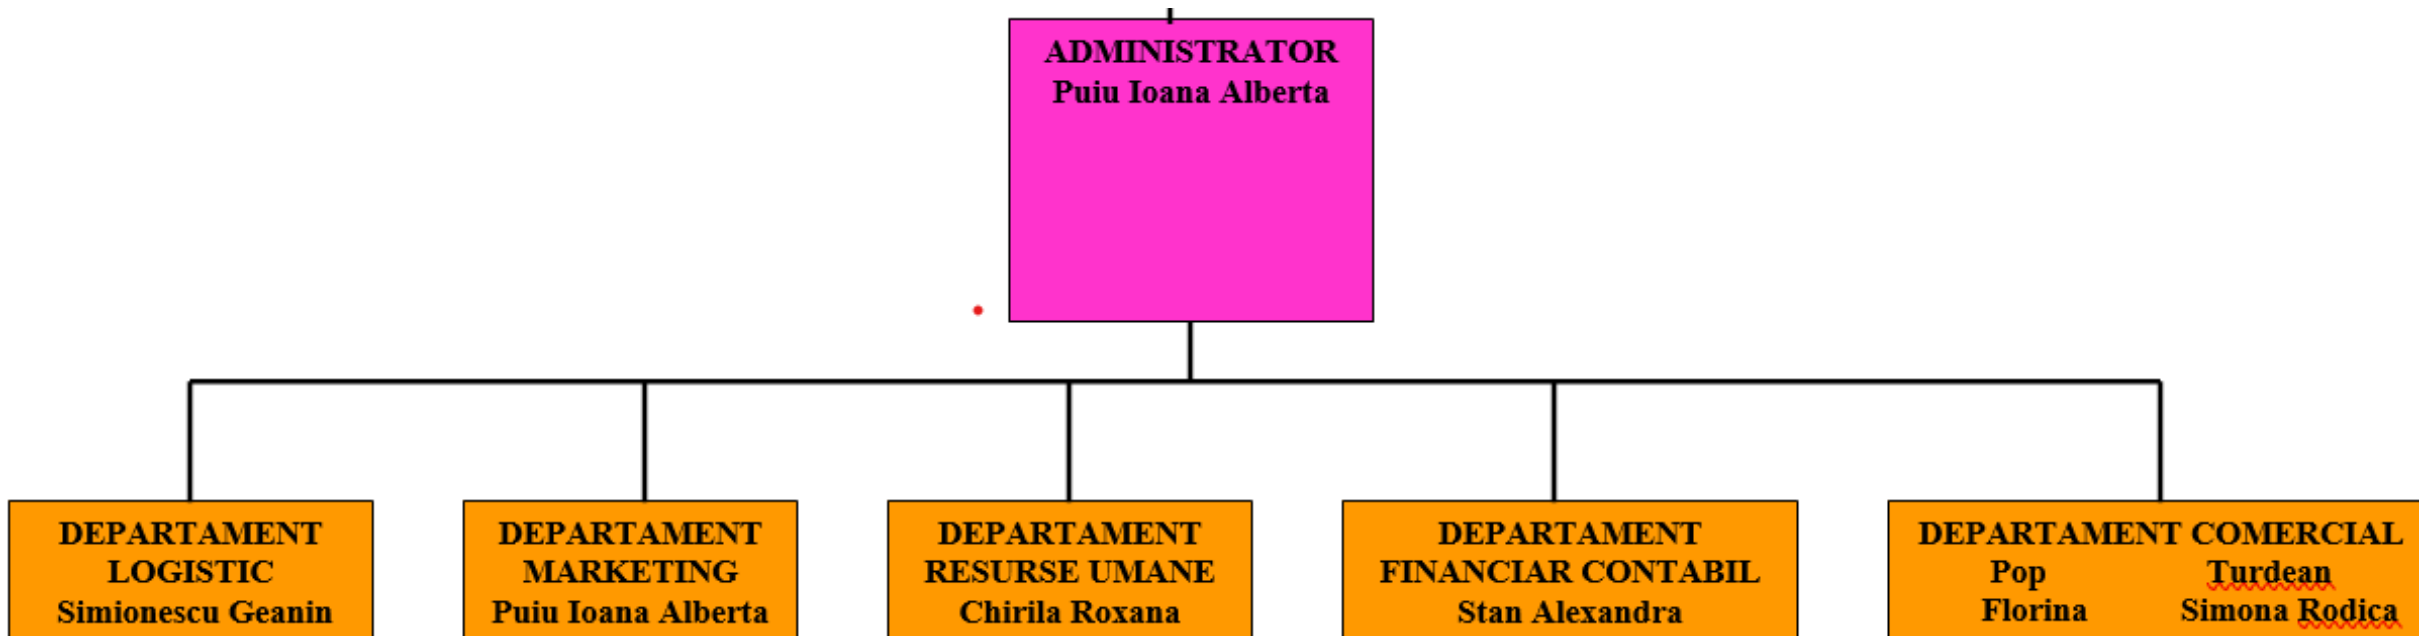 ADMINISTRATOR
Puiu Ioana Alberta
DEPARTAMENT
LOGISTIC
Simionescu Geanin
DEPARTAMENT
MARKETING
Puiu Ioana Alberta
DEPARTAMENT
RESURSE UMANE
Chirila Roxana
DEPARTAMENT
FINANCIAR CONTABIL
Stan Alexandra
DEPARTAMENT COMERCIAL
Pop Turdean
Florina Simona Rodica